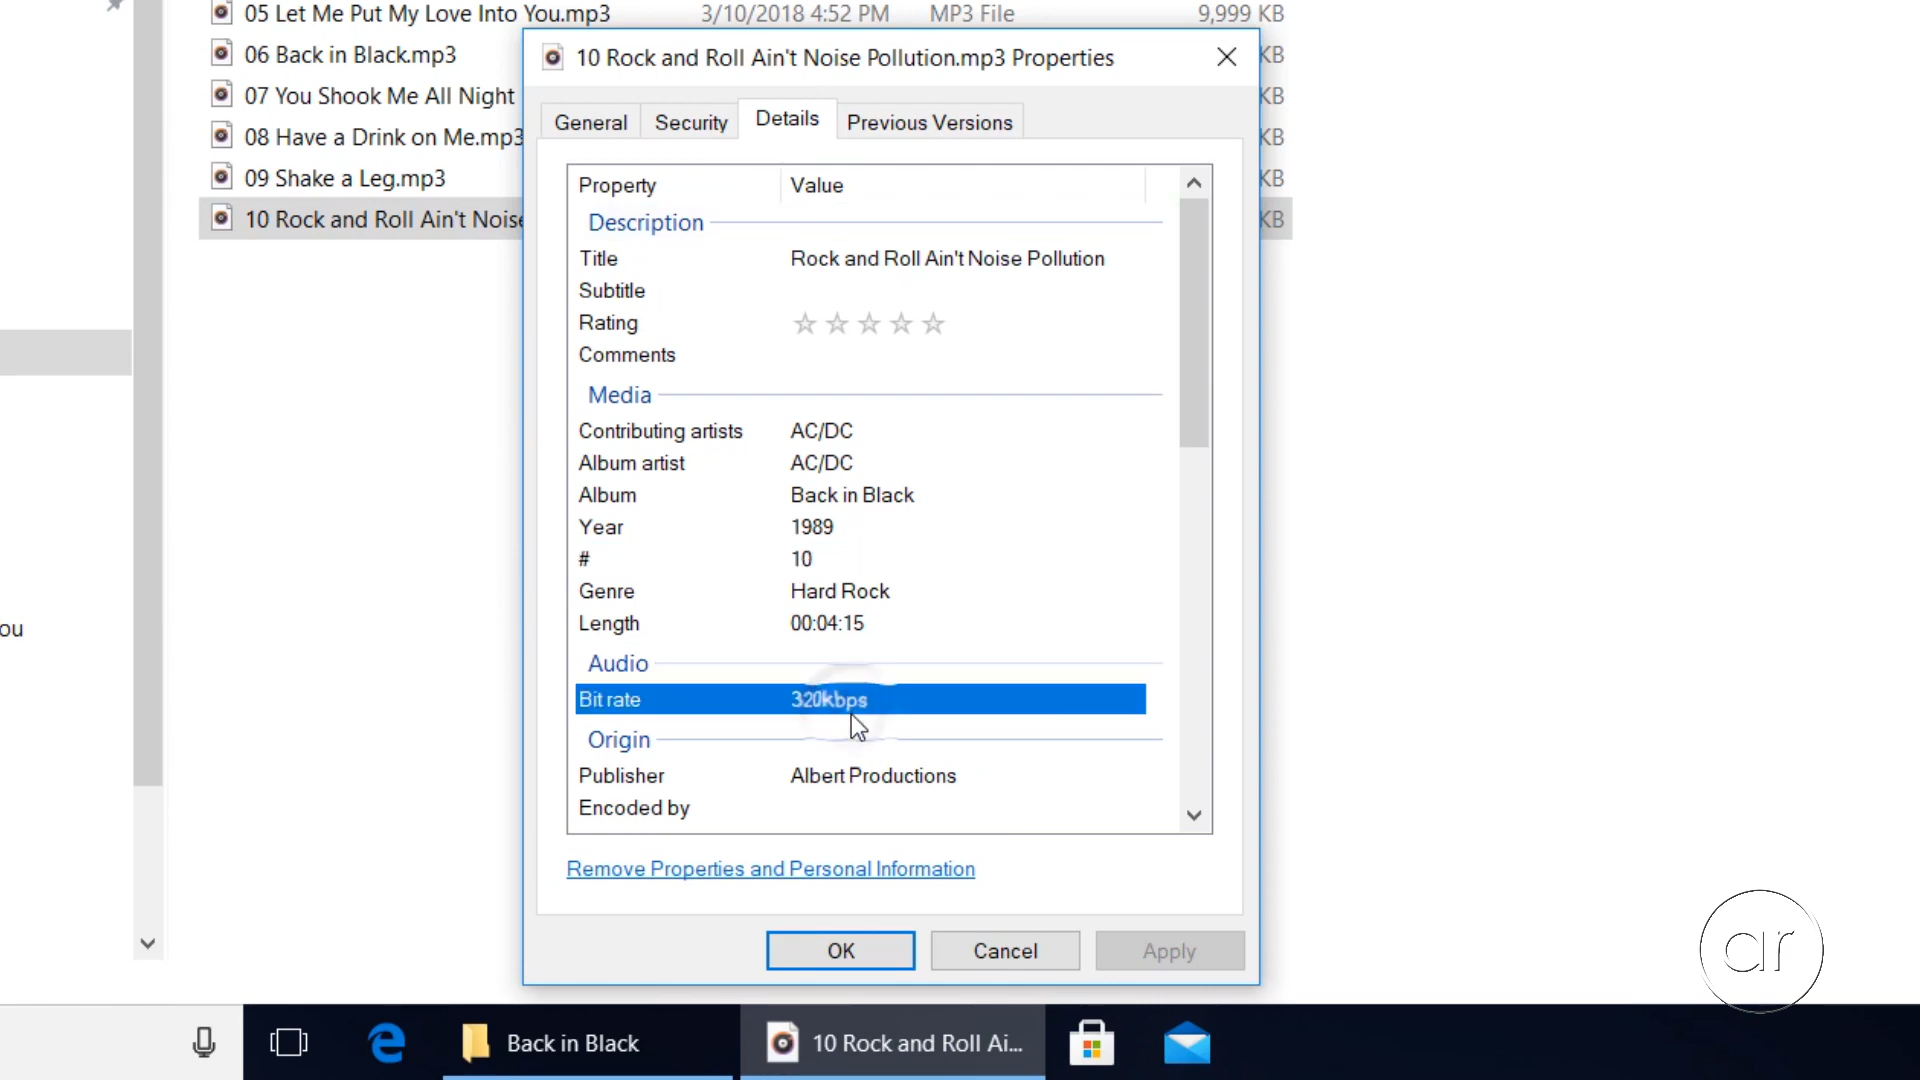 05 Let Me Put My Love Into You.mp3 3/10/2018 4:52 PM MP3 File 9,999 KB
06 Back in Black.mp3 KB
07 You Shook Me All Night KB
08 Have a Drink on Me.mp3 KB
09 Shake a Leg.mp3 KB
10 Rock and Roll Ain't Noise KB
ou
10 Rock and Roll Ain't Noise Pollution.mp3 Properties
General Security Details Previous Versions
Property Value
Description
Title Rock and Roll Ain't Noise Pollution
Subtitle
Rating
Comments
Media
Contributing artists AC/DC
Album artist AC/DC
Album Back in Black
Year 1989
# 10
Genre Hard Rock
Length 00:04:15
Audio
Bit rate 320kbps
Origin
Publisher Albert Productions
Encoded by
Remove Properties and Personal Information
OK Cancel Apply
ar
Back in Black 10 Rock and Roll Ai...